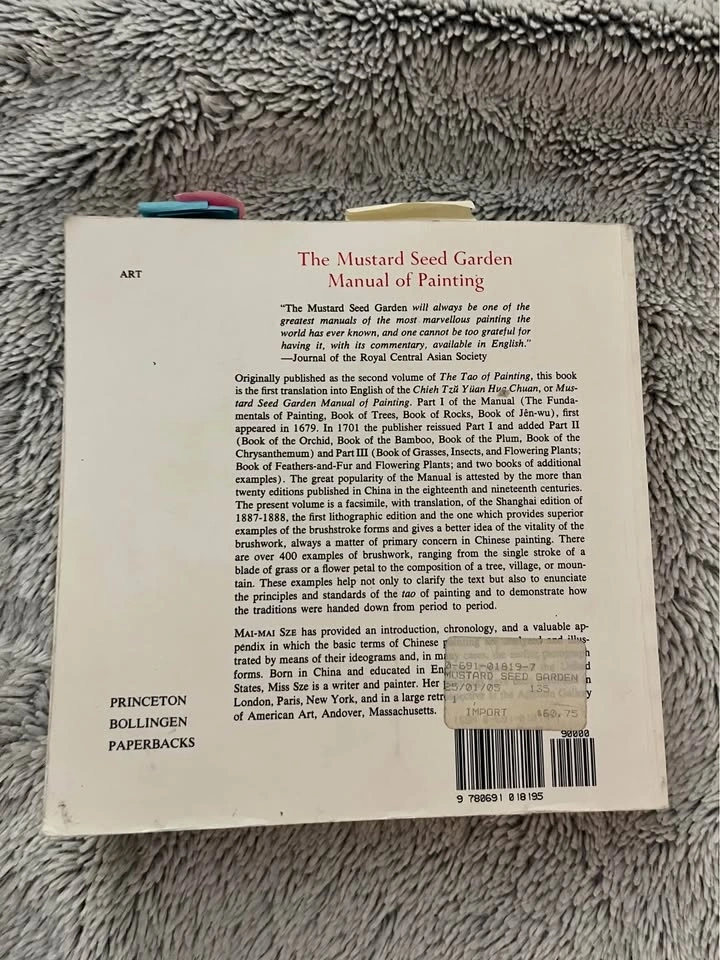 ART
The Mustard Seed Garden
Manual of Painting
"The Mustard Seed Garden will always be one of the
greatest manuals of the most marvellous painting the
world has ever known, and one cannot be too grateful for
having it, with its commentary, available in English."
—Journal of the Royal Central Asian Society
Originally published as the second volume of The Tao of Painting, this book
is the first translation into English of the Chieh Tzŭ Yüan Hua Chuan, or Mus-
tard Seed Garden Manual of Painting. Part I of the Manual (The Funda-
mentals of Painting, Book of Trees, Book of Rocks, Book of Jên-wu), first
appeared in 1679. In 1701 the publisher reissued Part I and added Part II
(Book of the Orchid, Book of the Bamboo, Book of the Plum, Book of the
Chrysanthemum) and Part III (Book of Grasses, Insects, and Flowering Plants;
Book of Feathers-and-Fur and Flowering Plants; and two books of additional
examples). The great popularity of the Manual is attested by the more than
twenty editions published in China in the eighteenth and nineteenth centuries.
The present volume is a facsimile, with translation, of the Shanghai edition of
1887-1888, the first lithographic edition and the one which provides superior
examples of the brushstroke forms and gives a better idea of the vitality of the
brushwork, always a matter of primary concern in Chinese painting. There
are over 400 examples of brushwork, ranging from the single stroke of a
blade of grass or a flower petal to the composition of a tree, village, or moun-
tain. These examples help not only to clarify the text but also to enunciate
the principles and standards of the tao of painting and to demonstrate how
the traditions were handed down from period to period.
MAI-MAI SZE has provided an introduction, chronology, and a valuable ap-
pendix in which the basic terms of Chinese illus-
trated by means of their ideograms and, in
forms. Born in China and educated in
States, Miss Sze is a writer and painter. Her
London, Paris, New York, and in a large
of American Art, Andover, Massachusetts.
0-691-01819-7
MUSTARD SEED GARDEN
25/01/05 135
1
IMPORT $60.75
PRINCETON
BOLLINGEN
PAPERBACKS
90000
9 780691 018195